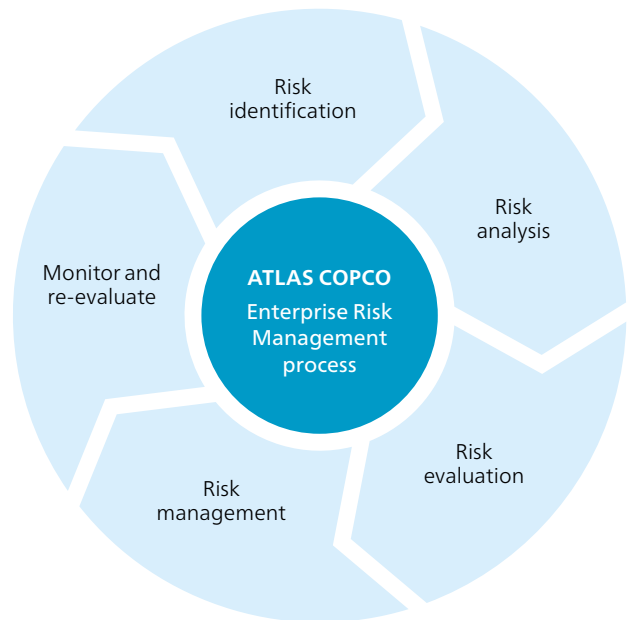 Risk
identification
Risk
analysis
Risk
evaluation
Risk
management
Monitor and
re-evaluate
ATLAS COPCO
Enterprise Risk
Management
process